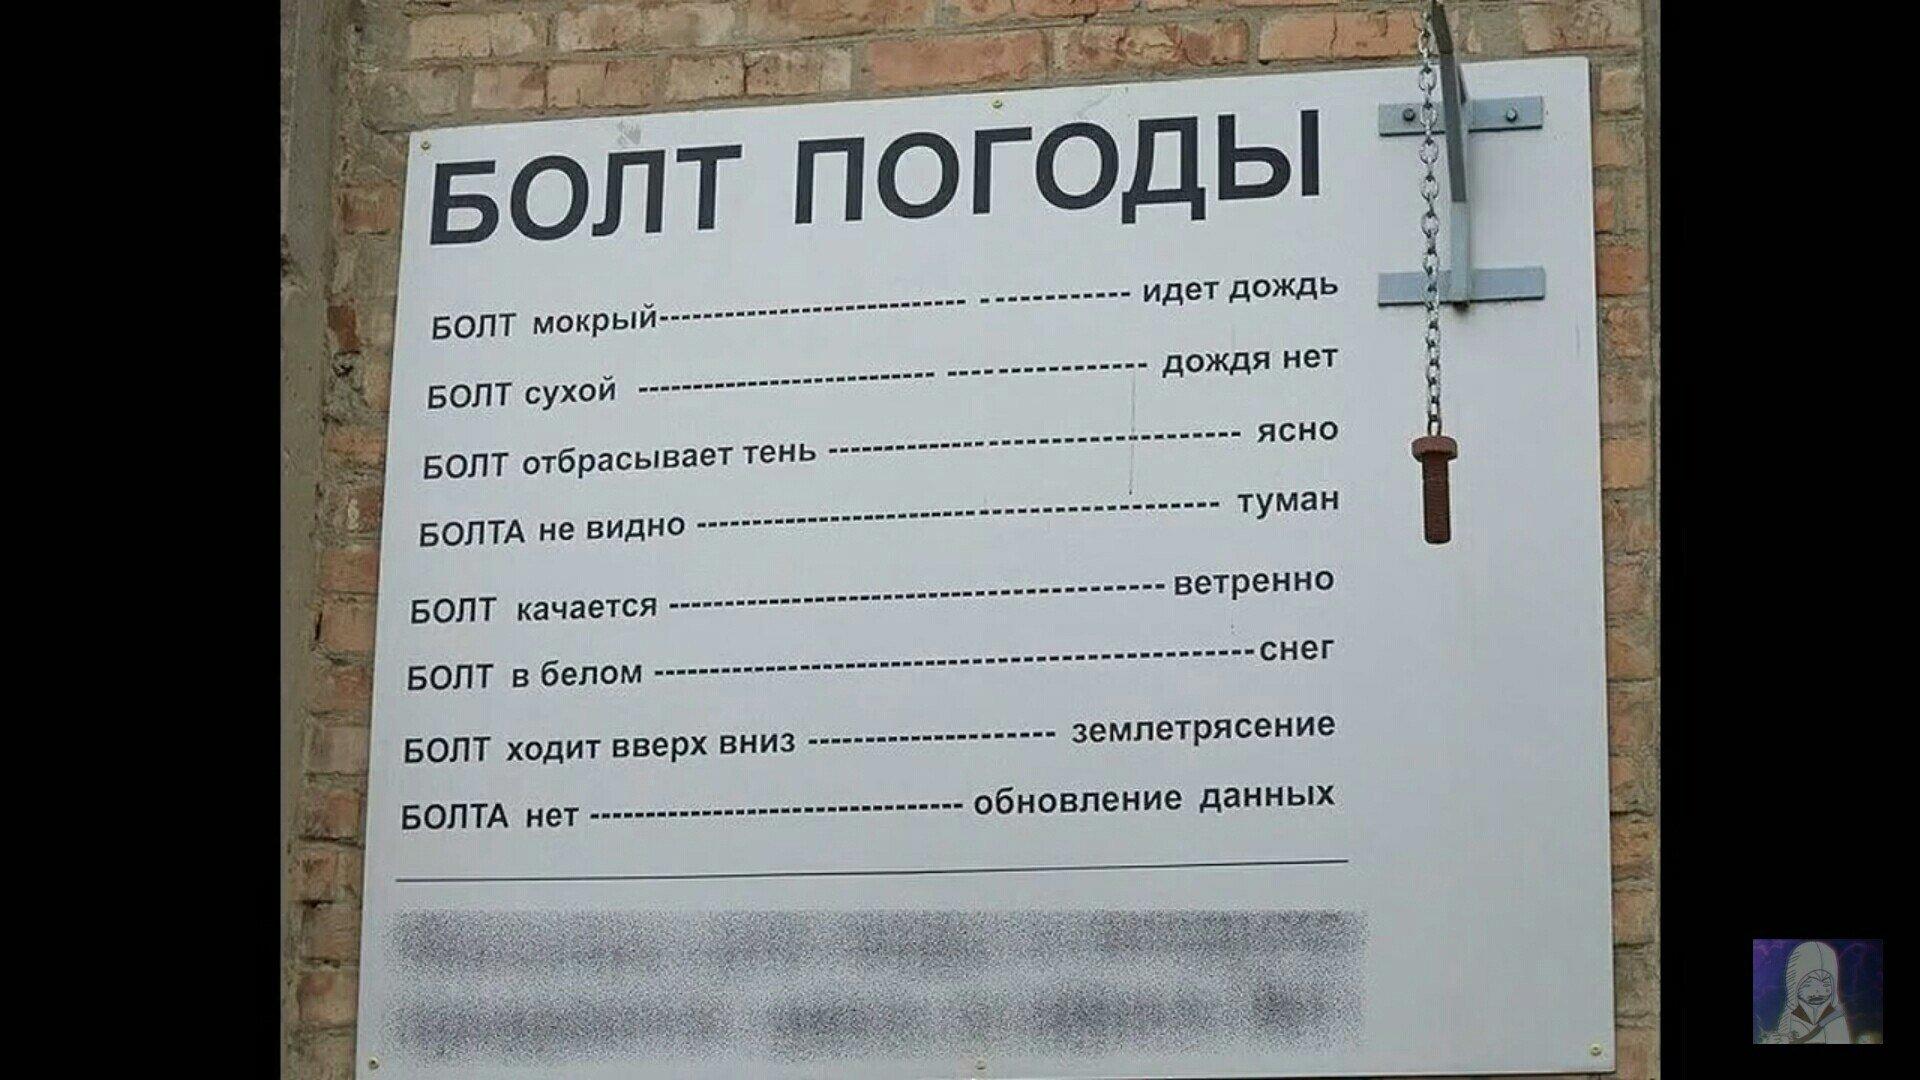 БОЛТ ПОГОДЫ
БОЛТ мокрый------------------------- ----------- идет дождь
БОЛТ сухой ------------------------ ---------------- дождя нет
БОЛТ отбрасывает тень --------------------------------- ясно
БОЛТА не видно ------------------------------------------ туман
БОЛТ качается ----------------------------------------ветренно
БОЛТ в белом ------------------------------------------------снег
БОЛТ ходит вверх вниз -------------------- землетрясение
БОЛТА нет ------------------------------ обновление данных